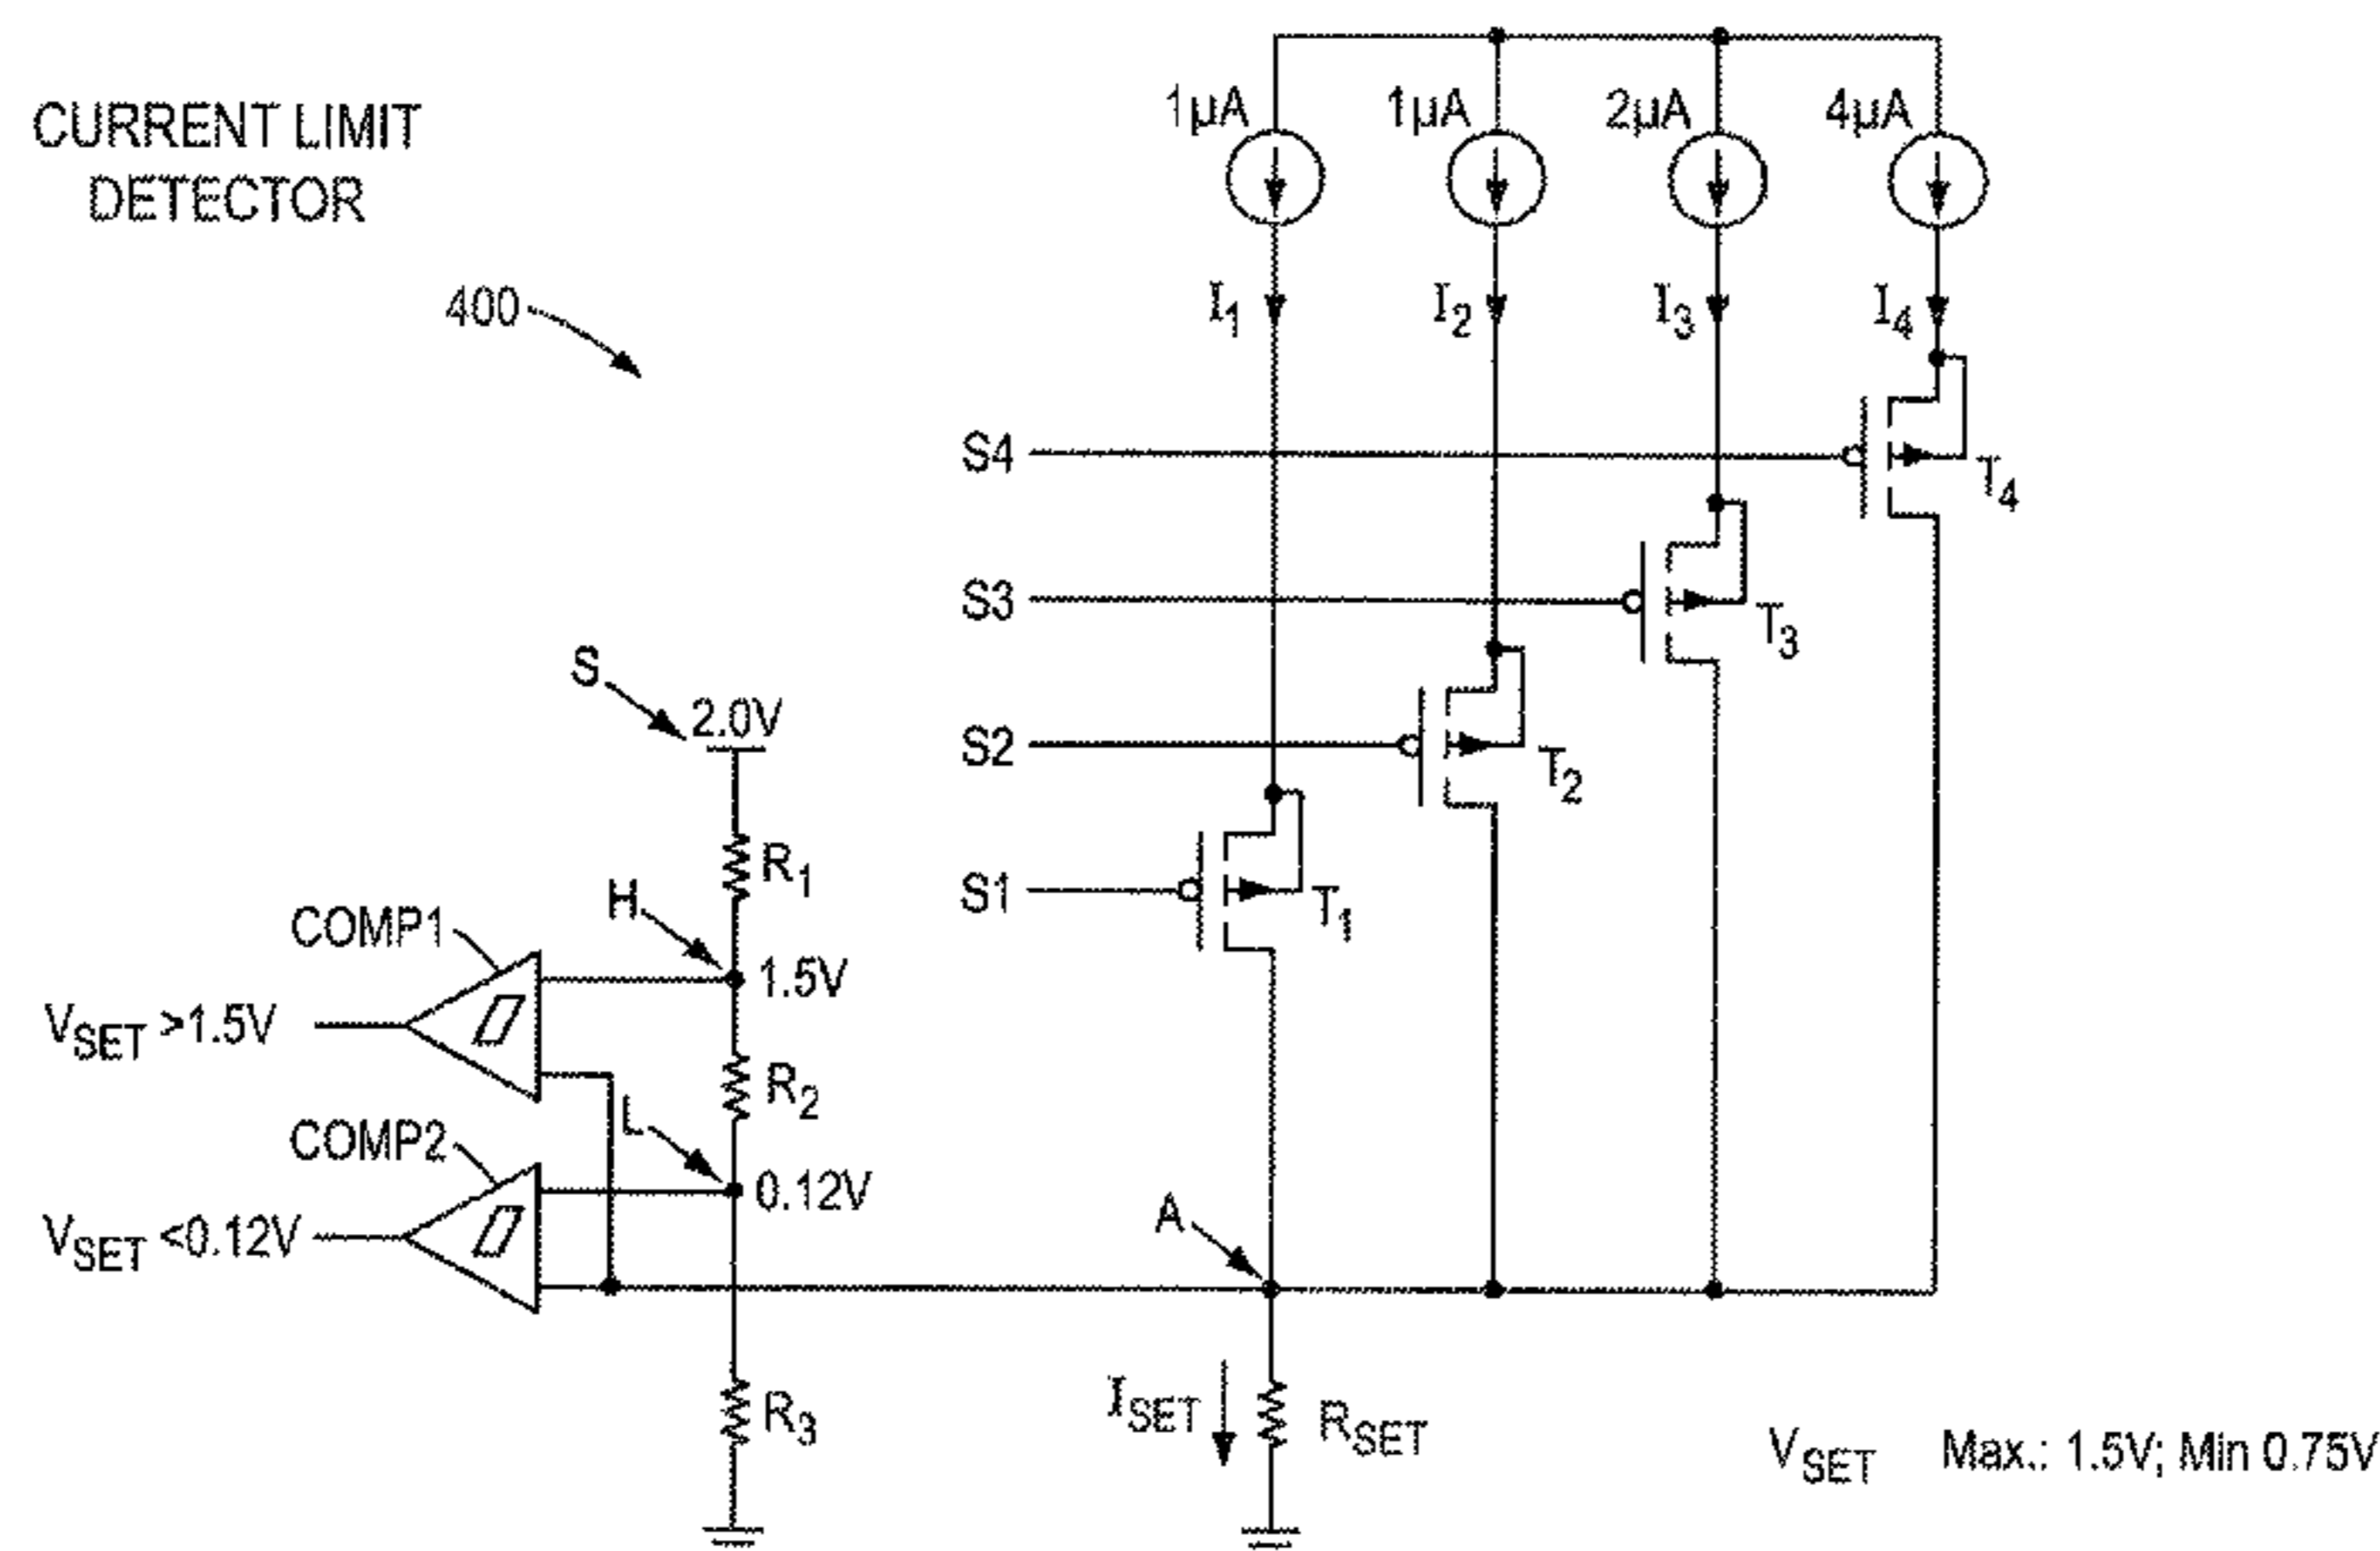 CURRENT LIMIT
DETECTOR
400
1µA
1µA
2µA
4µA
I1
I2
I3
I4
S4
T4
S3
T3
S2
T2
S1
T1
S
2.0V
R1
H
1.5V
COMP1
VSET >1.5V
R2
L
0.12V
COMP2
VSET <0.12V
A
R3
ISET
RSET
VSET Max.: 1.5V; Min 0.75V